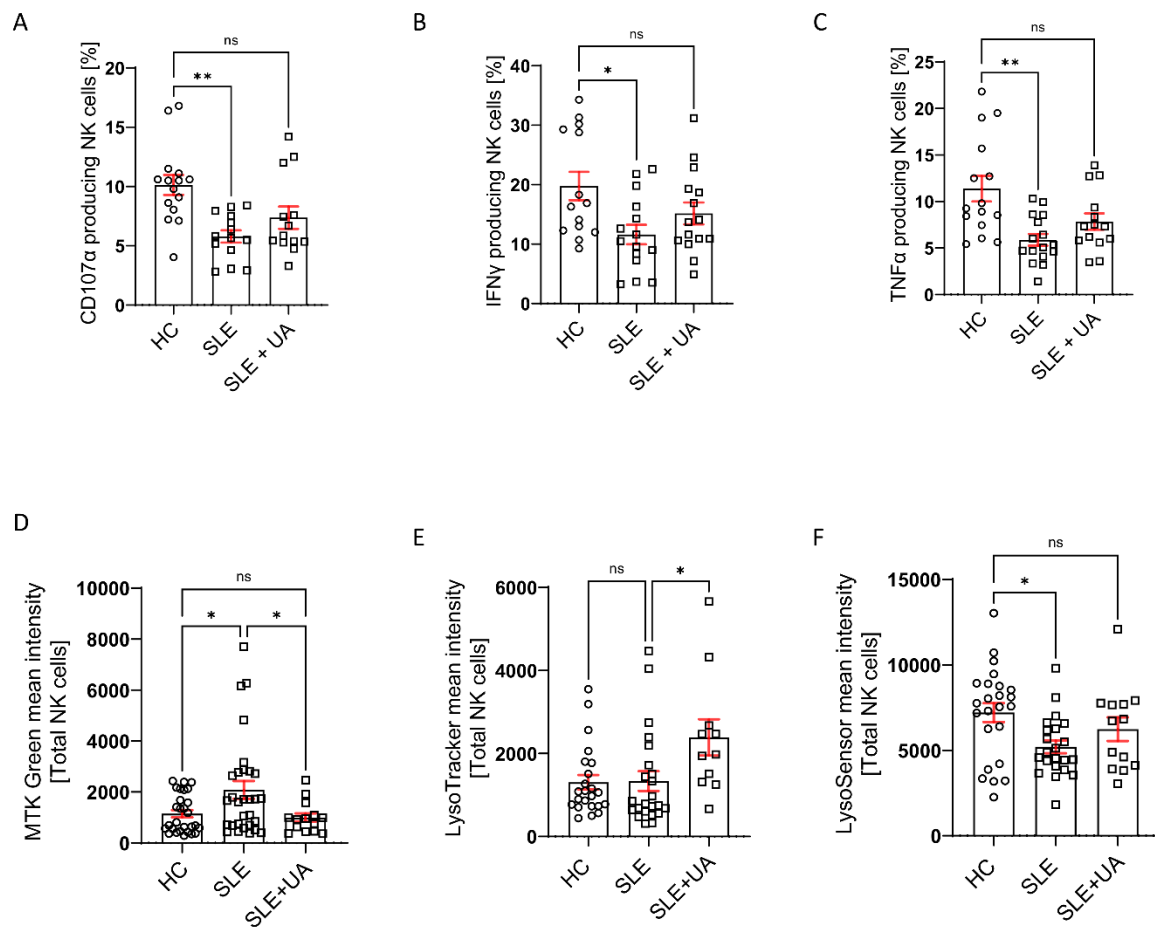 A
CD107α producing NK cells [%]
20
15
10
5
0
ns
**
HC
SLE
SLE + UA
B
IFNγ producing NK cells [%]
40
30
20
10
0
ns
*
HC
SLE
SLE + UA
C
TNFα producing NK cells [%]
25
20
15
10
5
0
ns
**
HC
SLE
SLE + UA
D
MTK Green mean intensity
[Total NK cells]
10000
8000
6000
4000
2000
0
ns
*
*
HC
SLE
SLE+UA
E
LysoTracker mean intensity
[Total NK cells]
6000
4000
2000
0
ns
*
HC
SLE
SLE+UA
F
LysoSensor mean intensity
[Total NK cells]
15000
10000
5000
0
ns
*
HC
SLE
SLE+UA